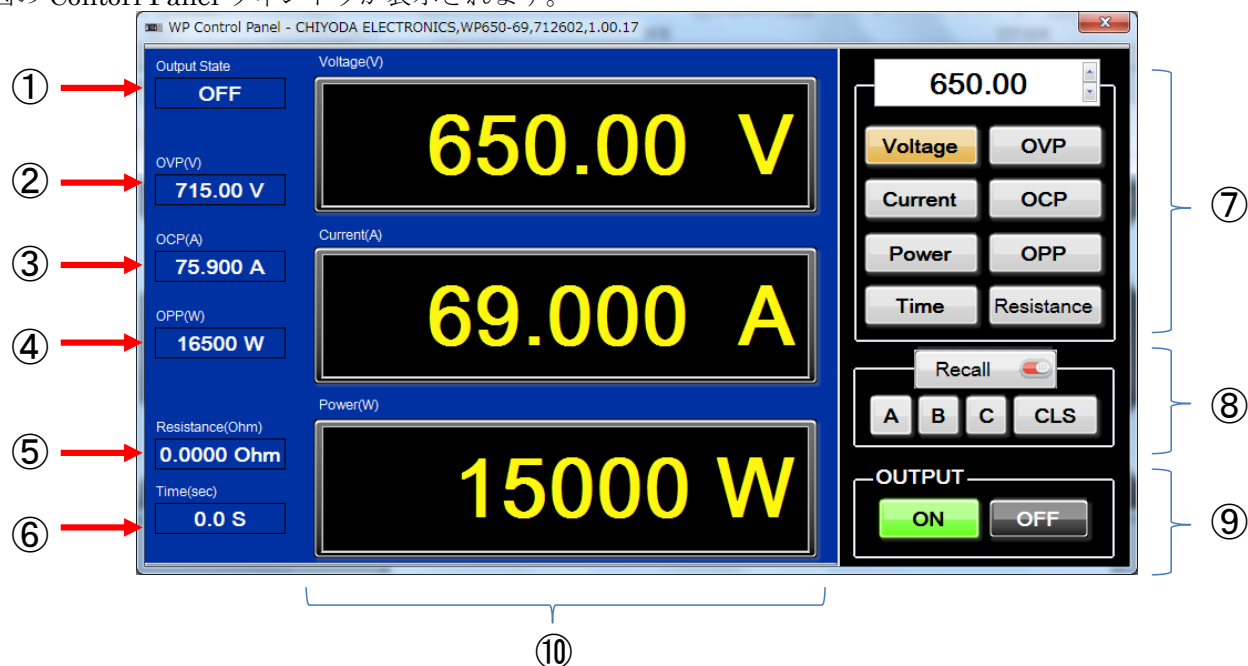 Contorl Panel ウィンドウが表示されます。
WP Control Panel - CHIYODA ELECTRONICS,WP650-69,712602,1.00.17
①
Output State
OFF
②
OVP(V)
715.00 V
③
OCP(A)
75.900 A
④
OPP(W)
16500 W
⑤
Resistance(Ohm)
0.0000 Ohm
⑥
Time(sec)
0.0 S
Voltage(V)
650.00 V
Current(A)
69.000 A
Power(W)
15000 W
⑩
650.00
Voltage OVP
Current OCP
Power OPP
Time Resistance
⑦
Recall
A B C CLS
⑧
OUTPUT
ON OFF
⑨